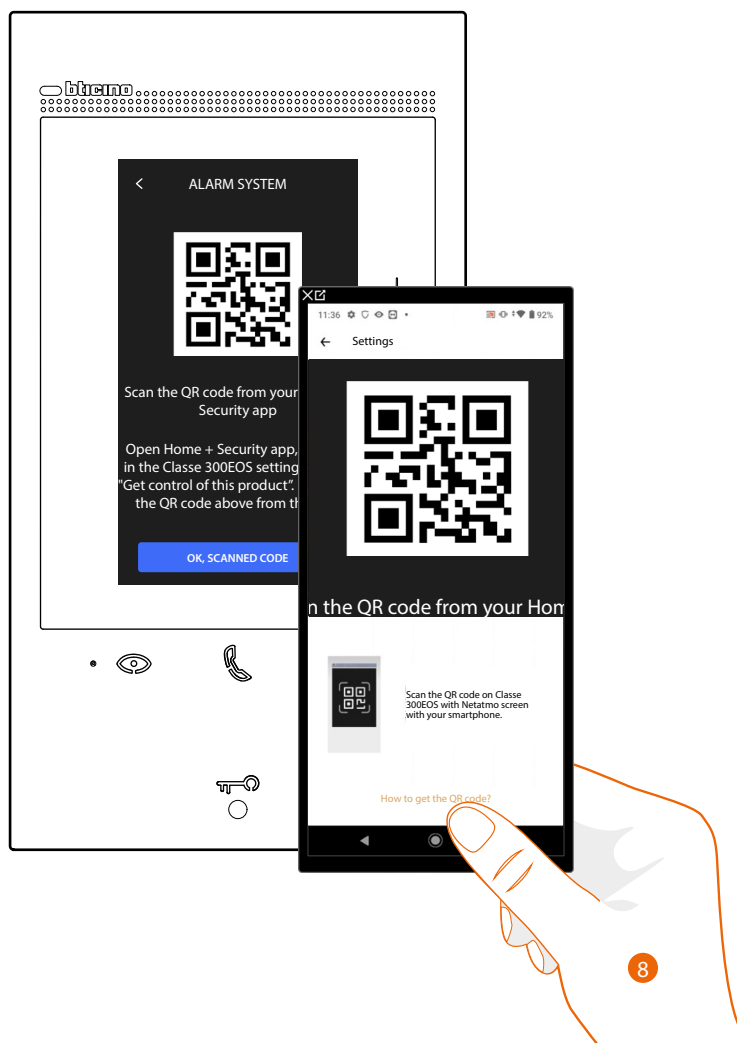 bticino
ALARM SYSTEM
Scan the QR code from your
Security app
Open Home + Security app,
in the Classe 300EOS setting
"Get control of this product".
the QR code above from th
OK, SCANNED CODE
11:36
92%
Settings
n the QR code from your Hom
Scan the QR code on Classe
300EOS with Netatmo screen
with your smartphone.
How to get the QR code?
8